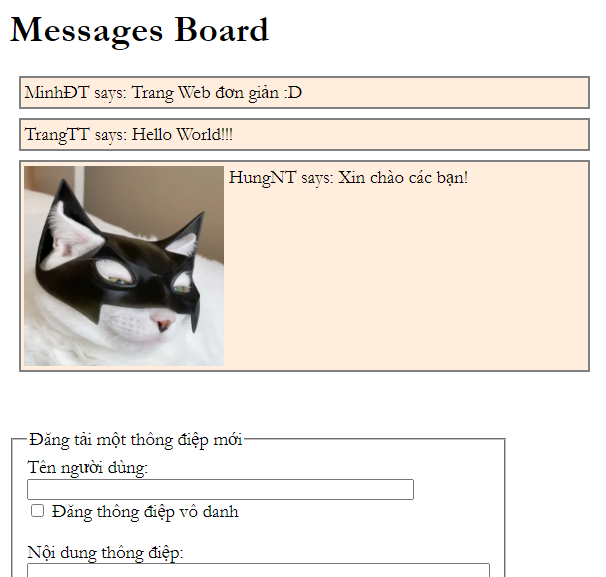 Messages Board
MinhĐT says: Trang Web đơn giản :D
TrangTT says: Hello World!!!
HungNT says: Xin chào các bạn!
Đăng tải một thông điệp mới
Tên người dùng:
Đăng thông điệp vô danh
Nội dung thông điệp: